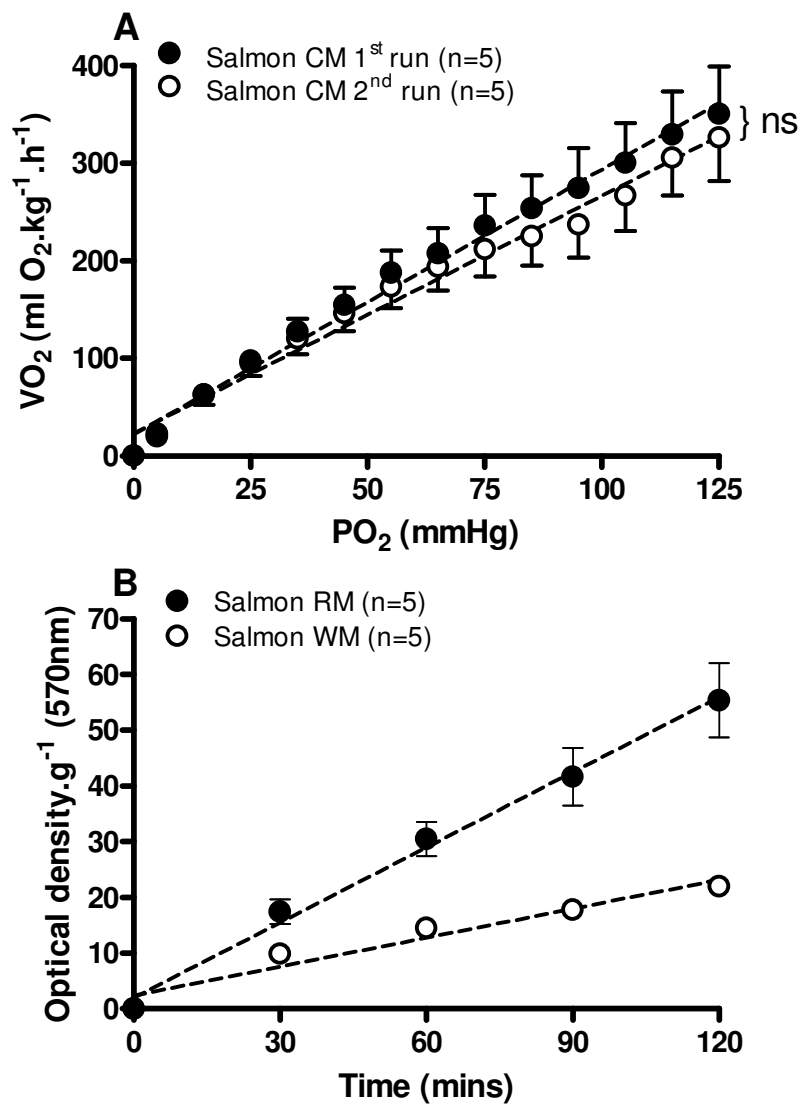 A
Salmon CM 1st run (n=5)
Salmon CM 2nd run (n=5)
400
300
200
100
0
VO2 (ml O2.kg-1.h-1)
} ns
0 25 50 75 100 125
PO2 (mmHg)
B
Salmon RM (n=5)
Salmon WM (n=5)
70
60
50
40
30
20
10
0
Optical density.g-1 (570nm)
0 30 60 90 120
Time (mins)